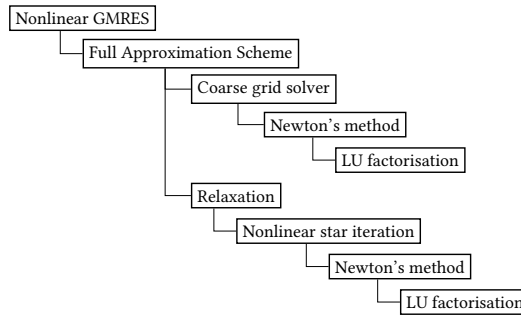 Nonlinear GMRES
Full Approximation Scheme
Coarse grid solver
Newton's method
LU factorisation
Relaxation
Nonlinear star iteration
Newton's method
LU factorisation